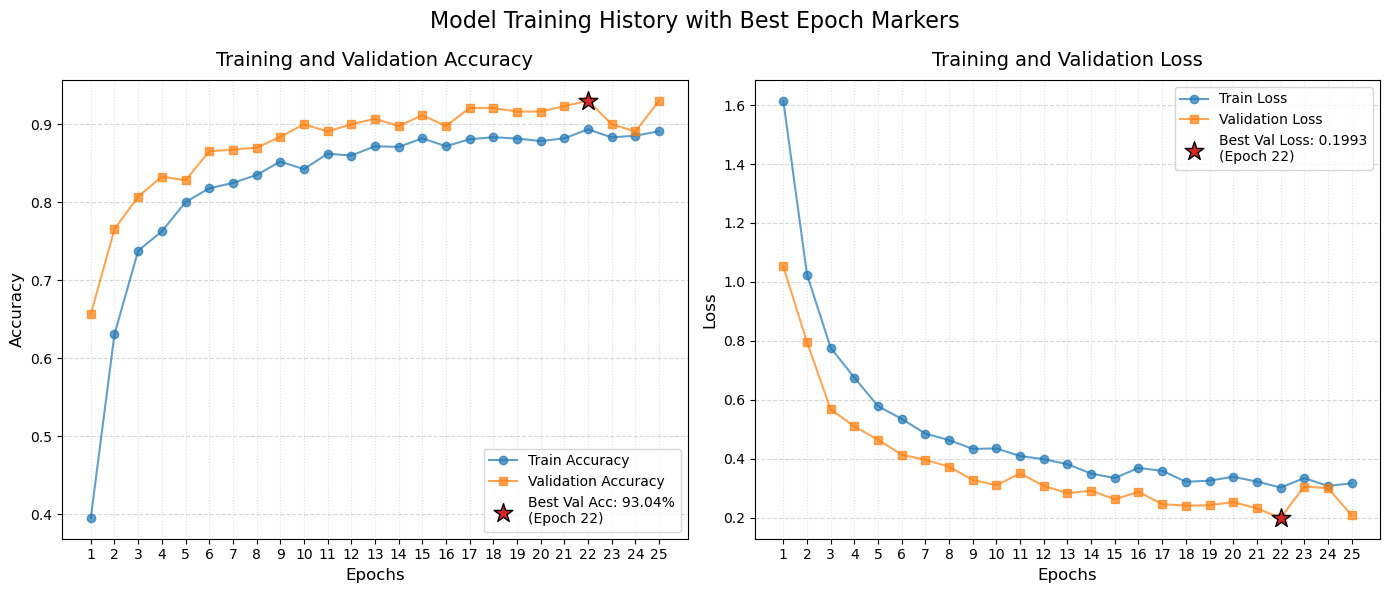 Model Training History with Best Epoch Markers
Training and Validation Accuracy
Accuracy
0.9
0.8
0.7
0.6
0.5
0.4
Train Accuracy
Validation Accuracy
Best Val Acc: 93.04%
(Epoch 22)
1 2 3 4 5 6 7 8 9 10 11 12 13 14 15 16 17 18 19 20 21 22 23 24 25
Epochs
Training and Validation Loss
Loss
1.6
1.4
1.2
1.0
0.8
0.6
0.4
0.2
Train Loss
Validation Loss
Best Val Loss: 0.1993
(Epoch 22)
1 2 3 4 5 6 7 8 9 10 11 12 13 14 15 16 17 18 19 20 21 22 23 24 25
Epochs